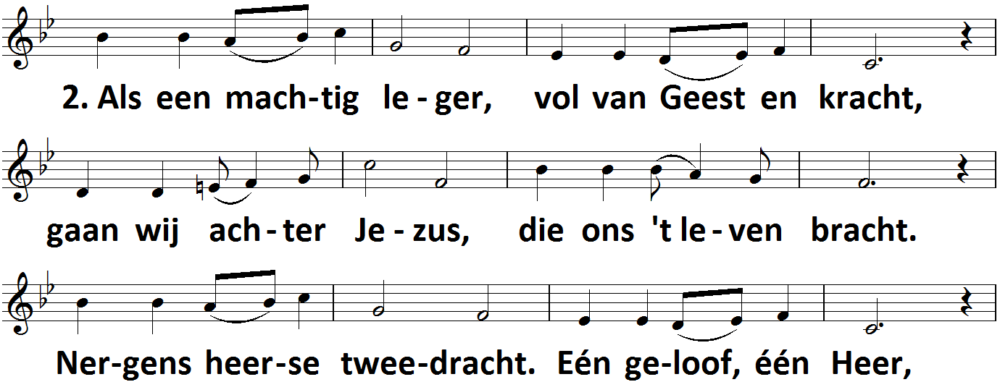 2. Als een mach-tig le-ger, vol van Geest en kracht,
gaan wij ach-ter Je-zus, die ons 't le-ven bracht.
Ner-gens heer-se twee-dracht. Eén ge-loof, één Heer,